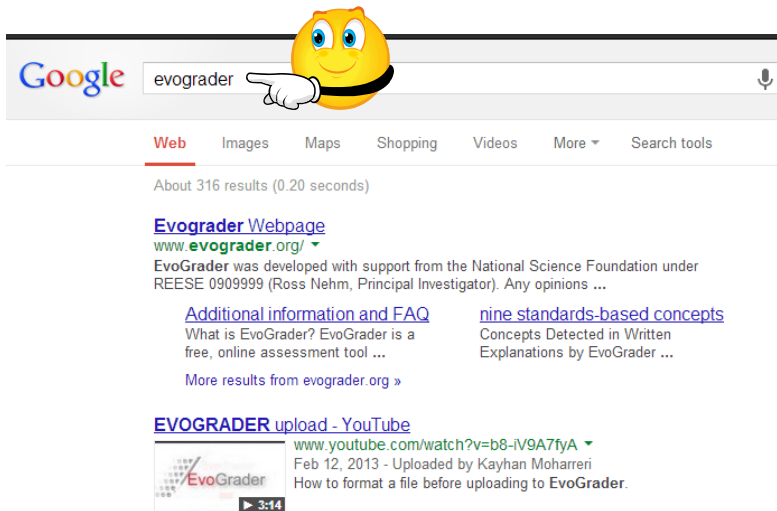 Google evograder
Web Images Maps Shopping Videos More Search tools
About 316 results (0.20 seconds)
Evograder Webpage
www.evograder.org/
EvoGrader was developed with support from the National Science Foundation under
REESE 0909999 (Ross Nehm, Principal Investigator). Any opinions ...
Additional information and FAQ
What is EvoGrader? EvoGrader is a
free, online assessment tool ...
nine standards-based concepts
Concepts Detected in Written
Explanations by EvoGrader ...
More results from evograder.org »
EVOGRADER upload - YouTube
www.youtube.com/watch?v=b8-iV9A7fyA
Feb 12, 2013 - Uploaded by Kayhan Moharreri
How to format a file before uploading to EvoGrader.
EvoGrader
3:14